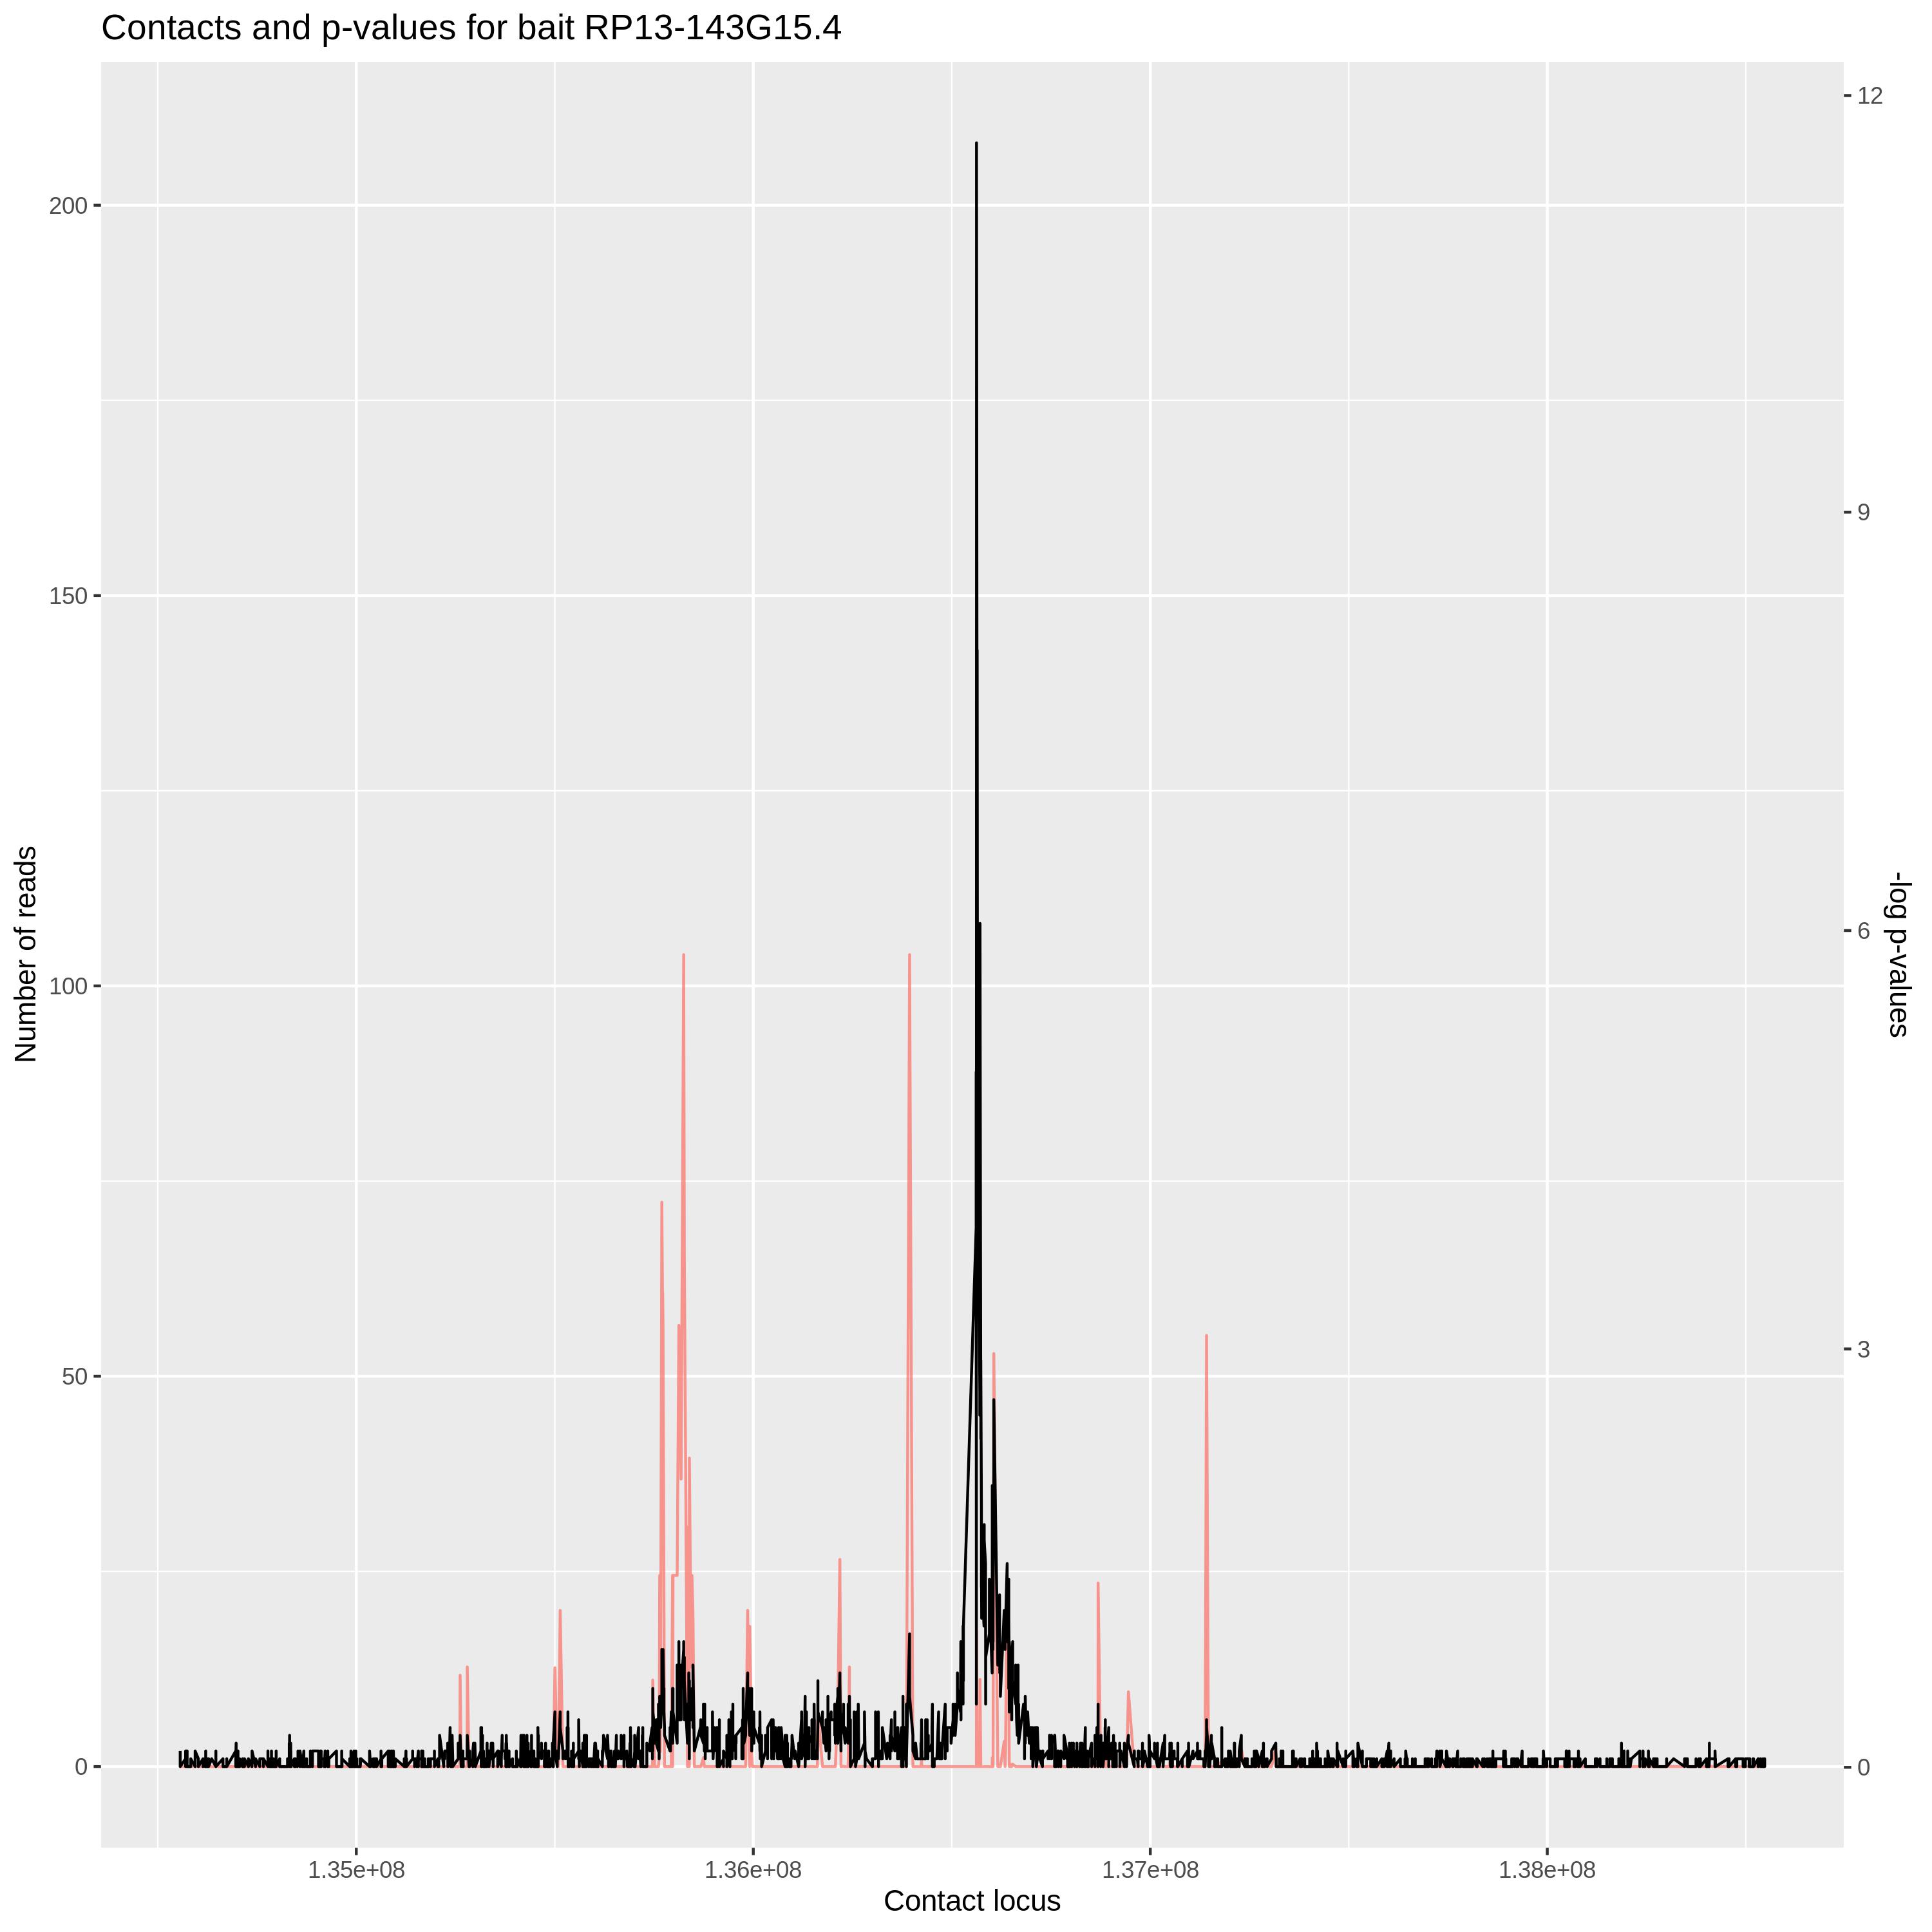 Contacts and p-values for bait RP13-143G15.4
12
200
9
150
Number of reads
-log p-values
6
100
3
50
0
0
1.35e+08
1.36e+08
1.37e+08
1.38e+08
Contact locus